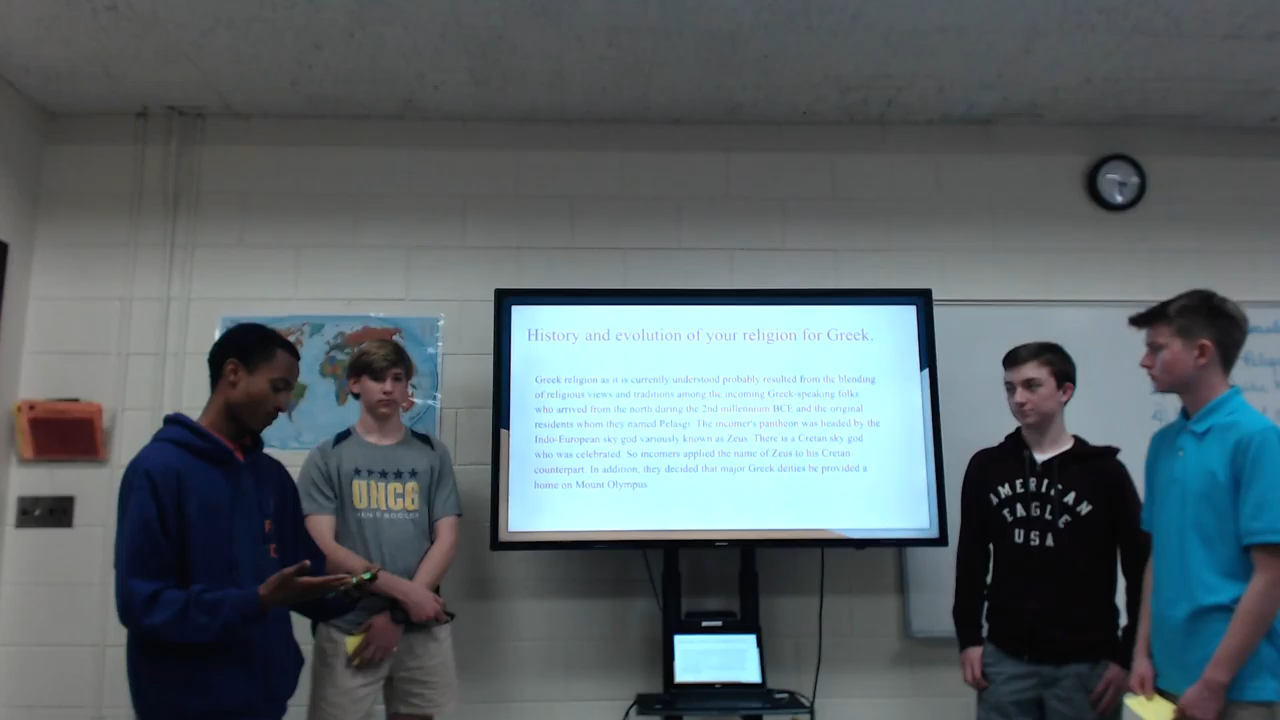 History and evolution of your religion for Greek.
Greek religion as it is currently understood probably resulted from the blending
of religious views and traditions among the incoming Greek-speaking folks
who arrived from the north during the 2nd millennium BCE and the original
residents whom they named Pelasgi. The incomer's pantheon was headed by the
Indo-European sky god variously known as Zeus. There is a Cretan sky god
who was celebrated. So incomers applied the name of Zeus to his Cretan
counterpart. In addition, they decided that major Greek deities be provided a
home on Mount Olympus
UNCG
MEN'S SOCCER
AMERICAN
EAGLE
USA